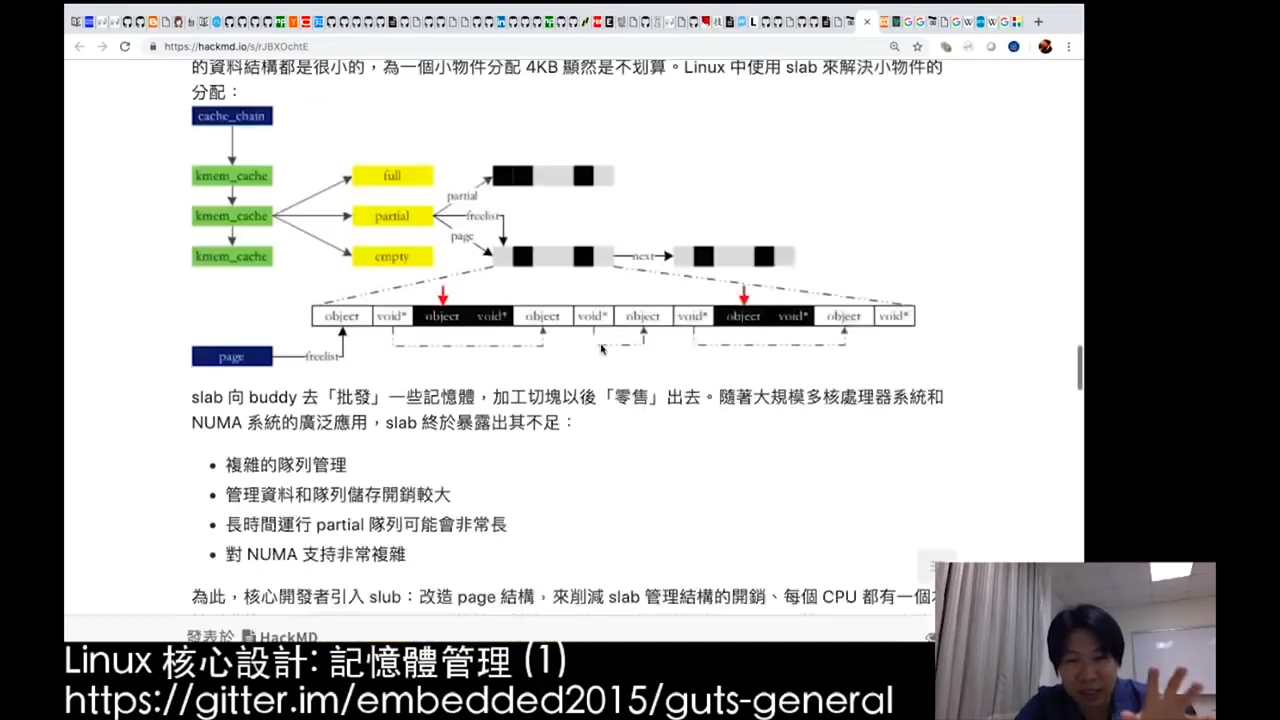 https://hackmd.io/s/rJBXOchtE
的資料結構都是很小的，為一個小物件分配 4KB 顯然是不划算。Linux 中使用 slab 來解決小物件的
分配：
cache_chain
kmem_cache
full
partial
kmem_cache
partial
freelist
page
kmem_cache
empty
next
object void* object void* object void* object void* object void* object void*
page
freelist
slab 向 buddy 去「批發」一些記憶體，加工切塊以後「零售」出去。隨著大規模多核處理器系統和
NUMA 系統的廣泛應用，slab 終於暴露出其不足：
• 複雜的隊列管理
• 管理資料和隊列儲存開銷較大
• 長時間運行 partial 隊列可能會非常長
• 對 NUMA 支持非常複雜
為此，核心開發者引入 slub：改造 page 結構，來削減 slab 管理結構的開銷、每個 CPU 都有一個
發表於 HackMD
Linux 核心設計: 記憶體管理 (1)
https://gitter.im/embedded2015/guts-general